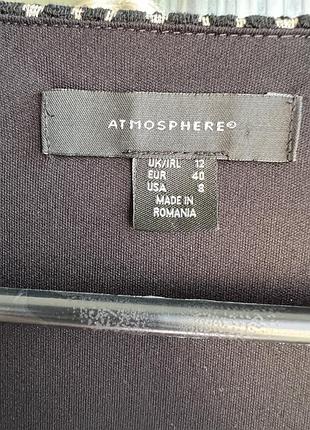 ATMOSPHERE©
UK/IRL 12
EUR 40
USA 8
MADE IN
ROMANIA